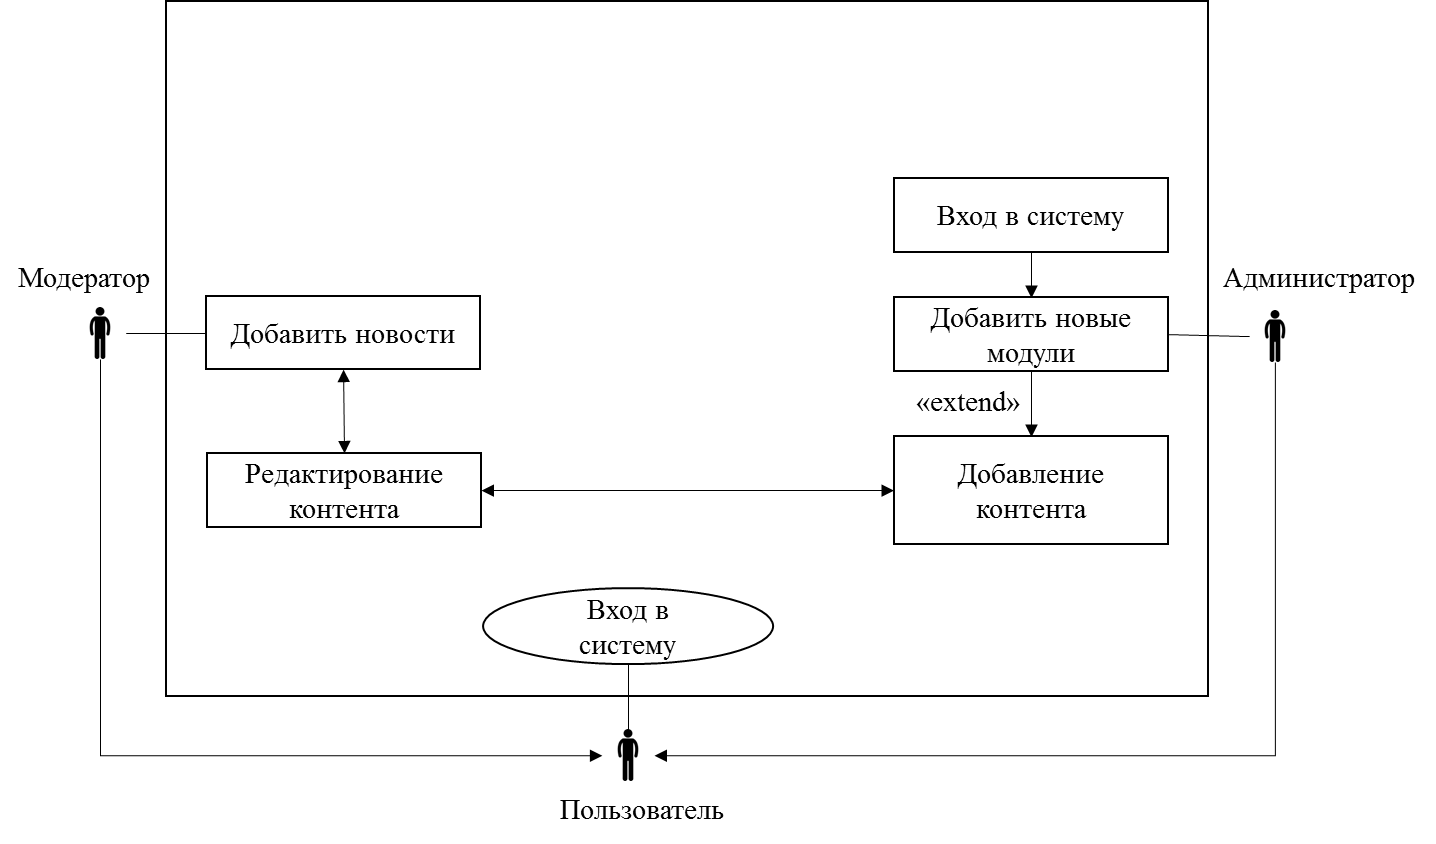 Вход в систему
Модератор
Администратор
Добавить новости
Добавить новые
модули
«extend»
Редактирование
контента
Добавление
контента
Вход в
систему
Пользователь